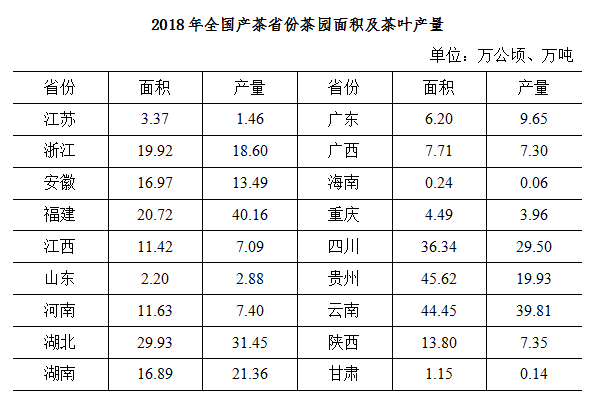 2018年全国产茶省份茶园面积及茶叶产量
单位：万公顷、万吨
省份 面积 产量 省份 面积 产量
江苏 3.37 1.46 广东 6.20 9.65
浙江 19.92 18.60 广西 7.71 7.30
安徽 16.97 13.49 海南 0.24 0.06
福建 20.72 40.16 重庆 4.49 3.96
江西 11.42 7.09 四川 36.34 29.50
山东 2.20 2.88 贵州 45.62 19.93
河南 11.63 7.40 云南 44.45 39.81
湖北 29.93 31.45 陕西 13.80 7.35
湖南 16.89 21.36 甘肃 1.15 0.14